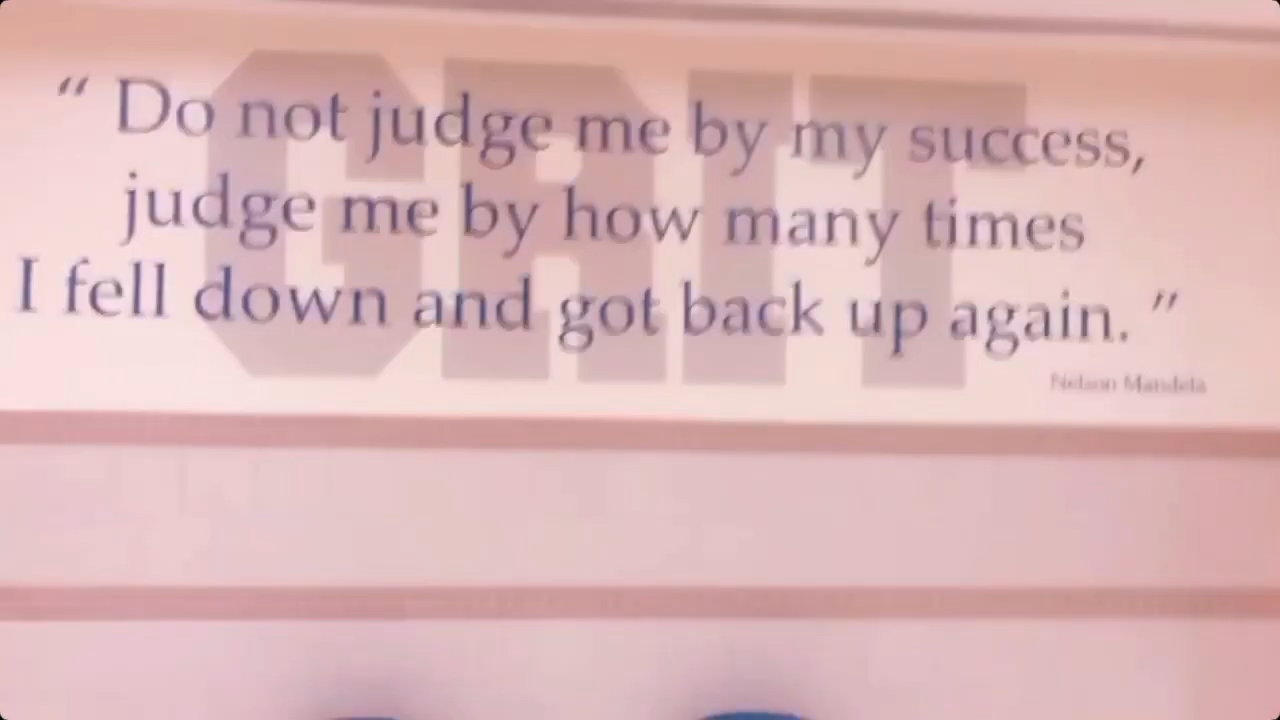 GRIT
“ Do not judge me by my success,
judge me by how many times
I fell down and got back up again. ”
Nelson Mandela